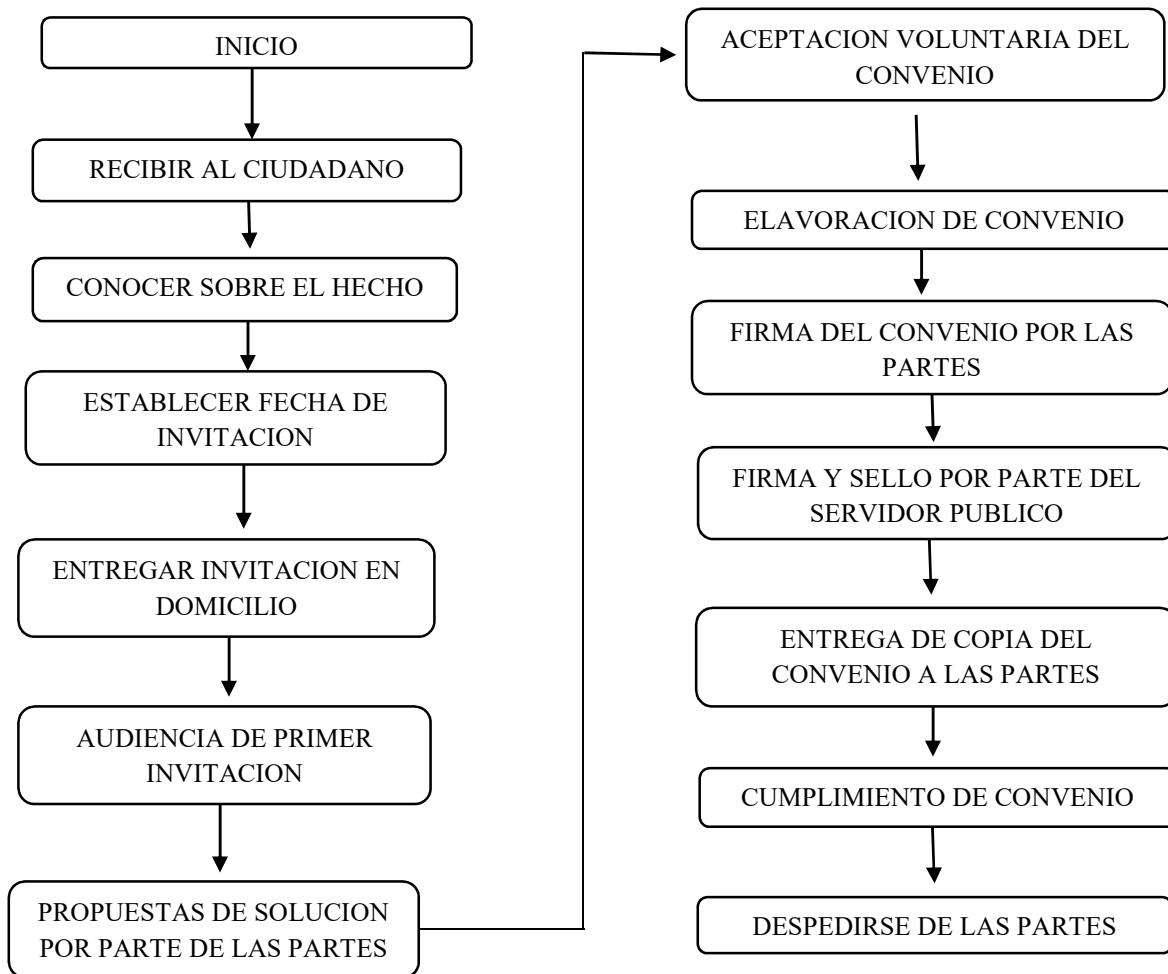 INICIO
RECIBIR AL CIUDADANO
CONOCER SOBRE EL HECHO
ESTABLECER FECHA DE
INVITACION
ENTREGAR INVITACION EN
DOMICILIO
AUDIENCIA DE PRIMER
INVITACION
PROPUESTAS DE SOLUCION
POR PARTE DE LAS PARTES
ACEPTACION VOLUNTARIA DEL
CONVENIO
ELAVORACION DE CONVENIO
FIRMA DEL CONVENIO POR LAS
PARTES
FIRMA Y SELLO POR PARTE DEL
SERVIDOR PUBLICO
ENTREGA DE COPIA DEL
CONVENIO A LAS PARTES
CUMPLIMIENTO DE CONVENIO
DESPEDIRSE DE LAS PARTES